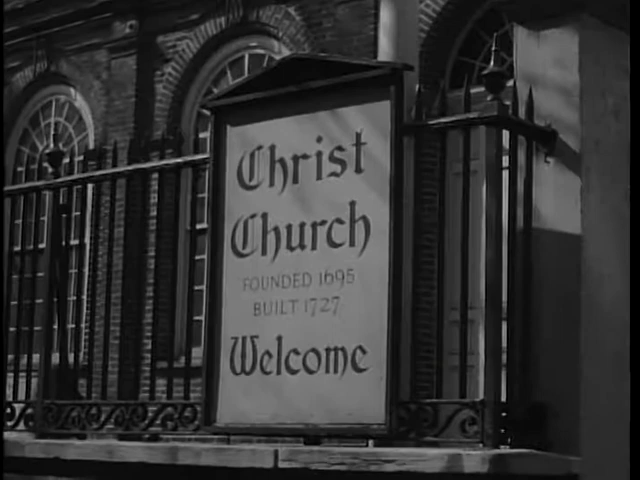 Christ
Church
FOUNDED 1695
BUILT 1727
Welcome